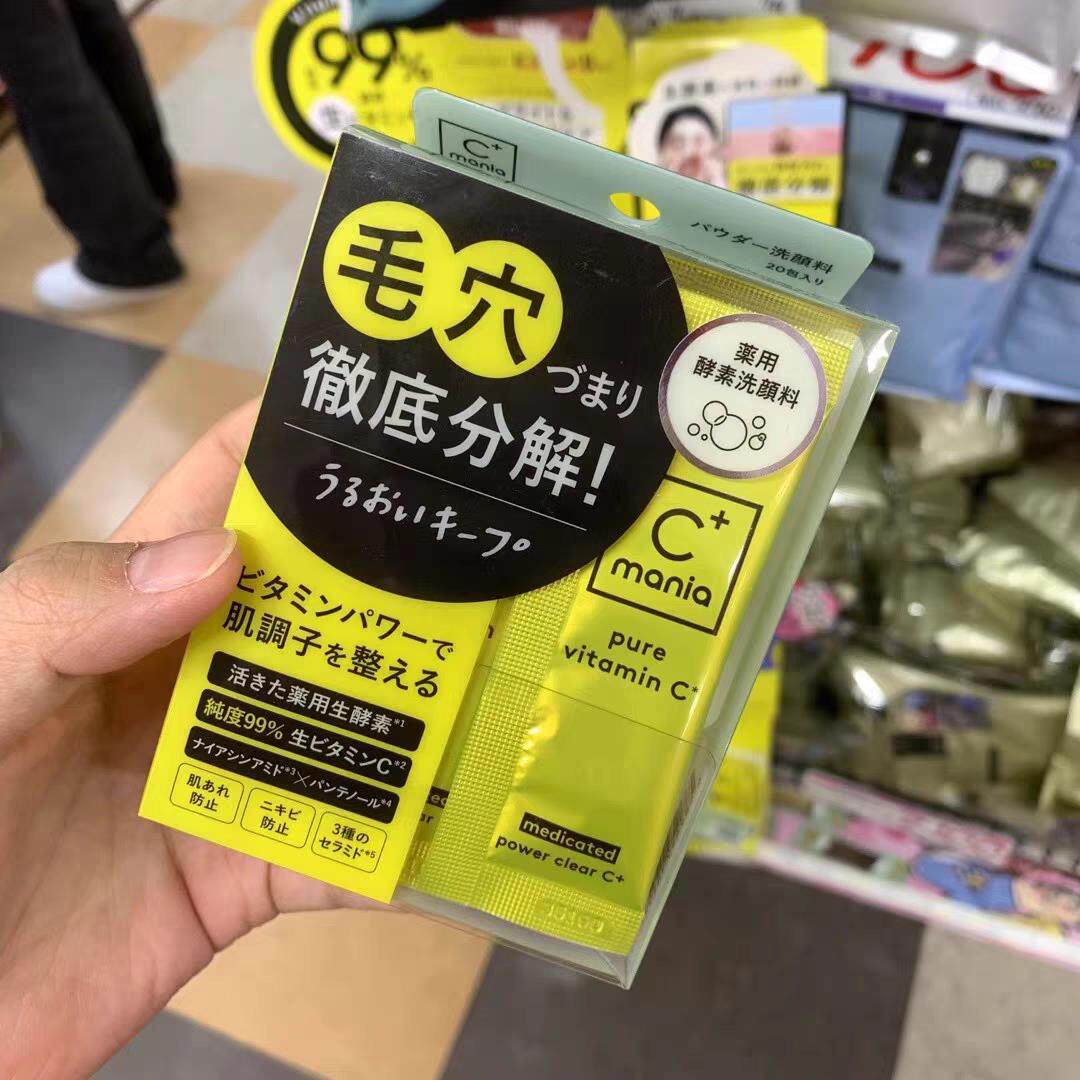 99%
C+
mania
パウダー洗顔料
20包入り
毛穴づまり
徹底分解!
うるおいキープ
薬用
酵素洗顔料
C+
mania
pure
vitamin C*
medicated
power clear C+
ビタミンパワーで
肌調子を整える
活きた薬用生酵素*1
純度99% 生ビタミンC*2
ナイアシンアミド*3×パンテノール*4
肌あれ
防止
ニキビ
防止
3種の
セラミド*5